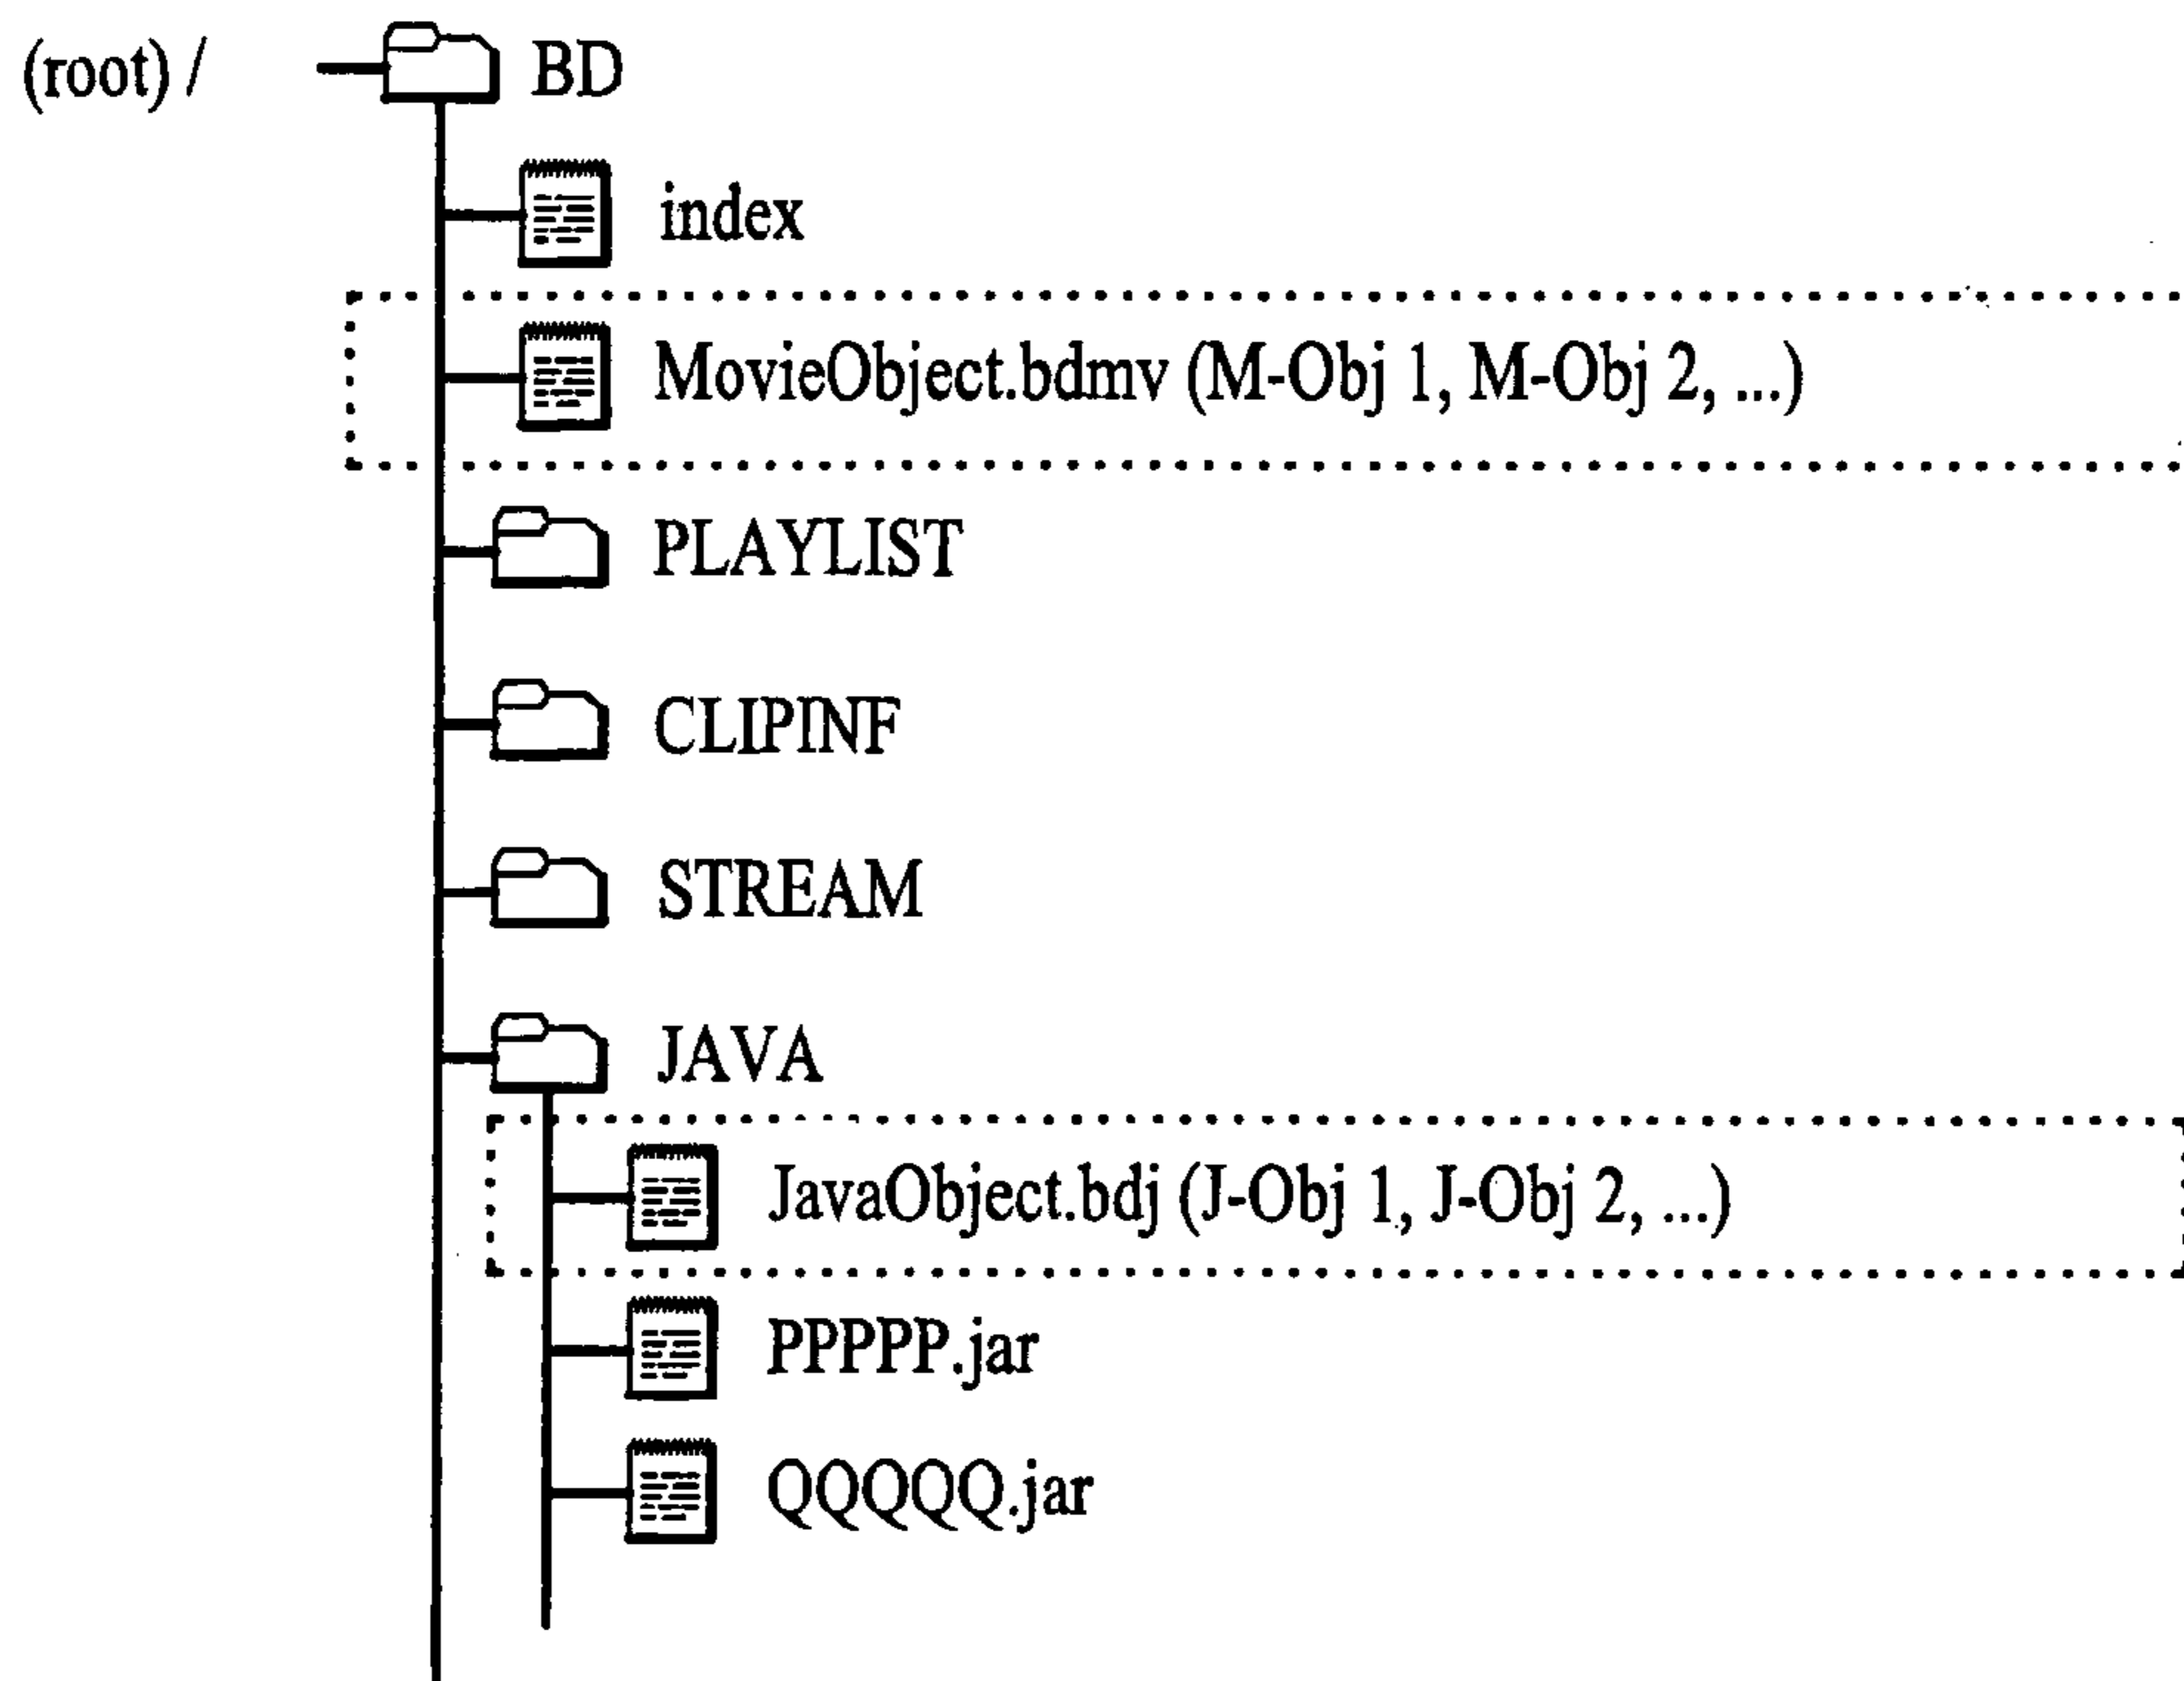 (root) / BD
index
MovieObject.bdmv (M-Obj 1, M-Obj 2, ...)
PLAYLIST
CLIPINF
STREAM
JAVA
JavaObject.bdj (J-Obj 1, J-Obj 2, ...)
PPPPP.jar
QQQQQ.jar